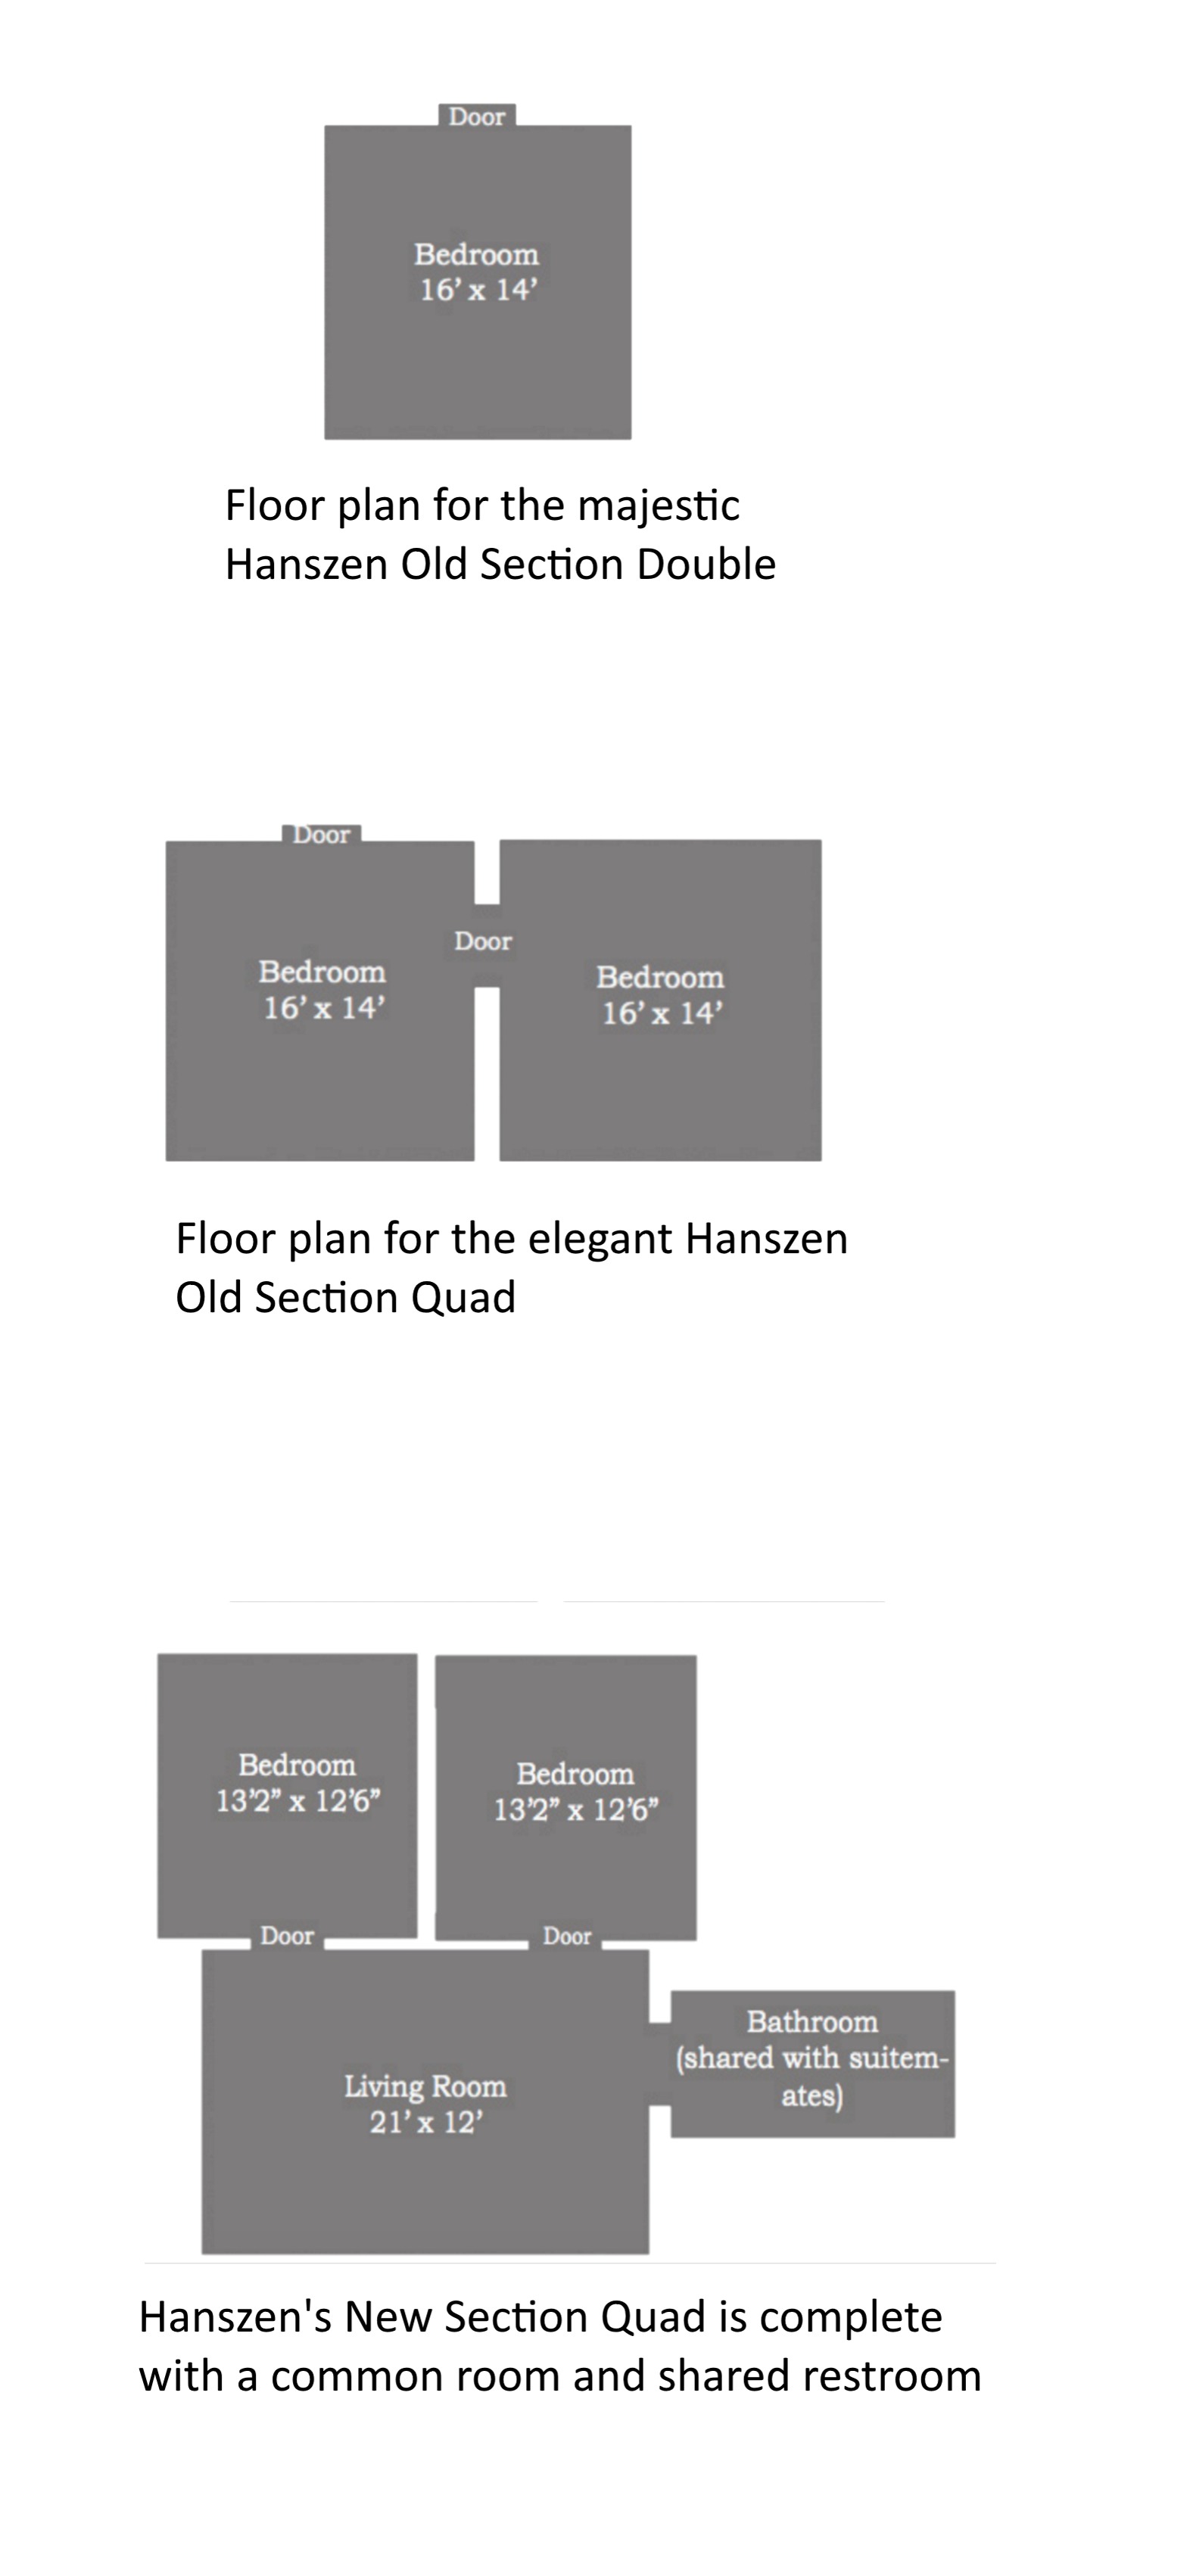 Door
Bedroom
16’ x 14’
Floor plan for the majestic
Hanszen Old Section Double
Door
Door
Bedroom
16’ x 14’
Bedroom
16’ x 14’
Floor plan for the elegant Hanszen
Old Section Quad
Bedroom
13’2” x 12’6”
Bedroom
13’2” x 12’6”
Door
Door
Living Room
21’ x 12’
Bathroom
(shared with suitem-
ates)
Hanszen's New Section Quad is complete
with a common room and shared restroom